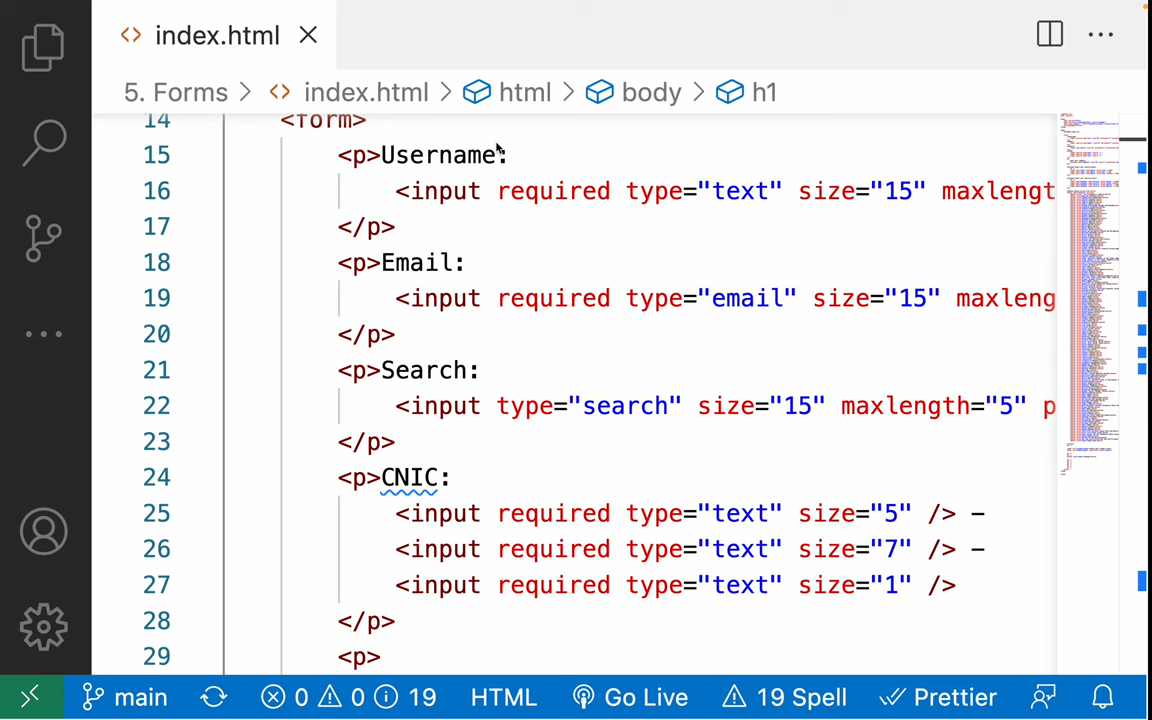 index.html
5. Forms > index.html > html > body > h1
14 <form>
15 <p>Username:
16 <input required type="text" size="15" maxlengt
17 </p>
18 <p>Email:
19 <input required type="email" size="15" maxleng
20 </p>
21 <p>Search:
22 <input type="search" size="15" maxlength="5" p
23 </p>
24 <p>CNIC:
25 <input required type="text" size="5" /> –
26 <input required type="text" size="7" /> –
27 <input required type="text" size="1" />
28 </p>
29 <p>
main 0 0 19 HTML Go Live 19 Spell Prettier